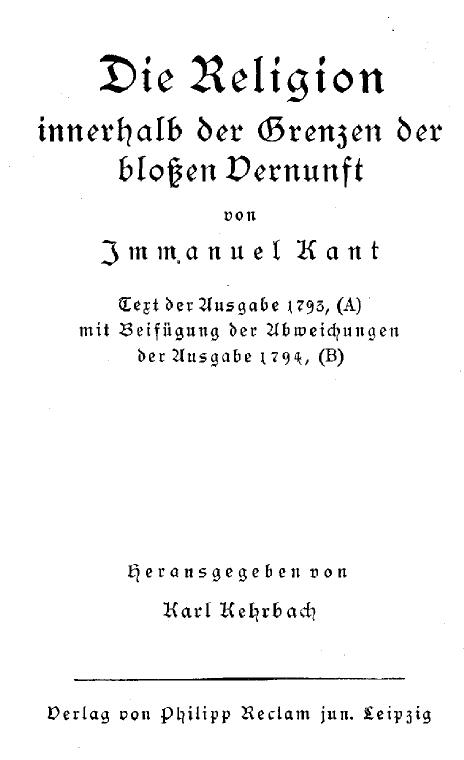 Die Religion
innerhalb der Grenzen der
bloßen Vernunft
von
Immanuel Kant
Text der Ausgabe 1793, (A)
mit Beifügung der Abweichungen
der Ausgabe 1794, (B)
Herausgegeben von
Karl Kehrbach
Verlag von Philipp Reclam jun. Leipzig